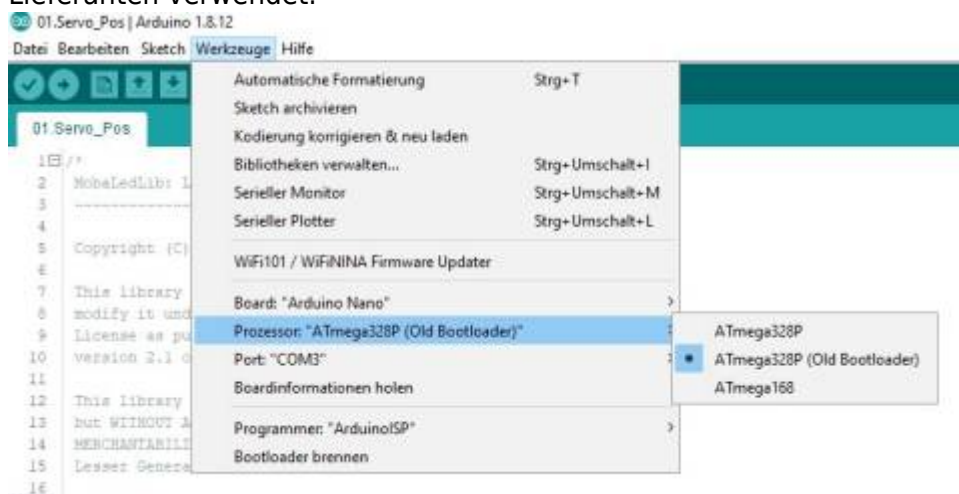 Lieferanten verwendet.
01.Servo_Pos | Arduino 1.8.12
Datei Bearbeiten Sketch Werkzeuge Hilfe
01.Servo_Pos
Automatische Formatierung Strg+T
Sketch archivieren
Kodierung korrigieren & neu laden
Bibliotheken verwalten... Strg+Umschalt+I
Serieller Monitor Strg+Umschalt+M
Serieller Plotter Strg+Umschalt+L
WiFi101 / WiFiNINA Firmware Updater
Board: "Arduino Nano"
Prozessor: "ATmega328P (Old Bootloader)"
Port: "COM3"
Boardinformationen holen
Programmer: "ArduinoISP"
Bootloader brennen
ATmega328P
ATmega328P (Old Bootloader)
ATmega168
1 /*
2 MobaLedLib: L
3 --------------
4
5 Copyright (C)
6
7 This library
8 modify it und
9 License as pu
10 version 2.1 o
11
12 This library
13 but WITHOUT A
14 MERCHANTABILI
15 Lesser Genera
16